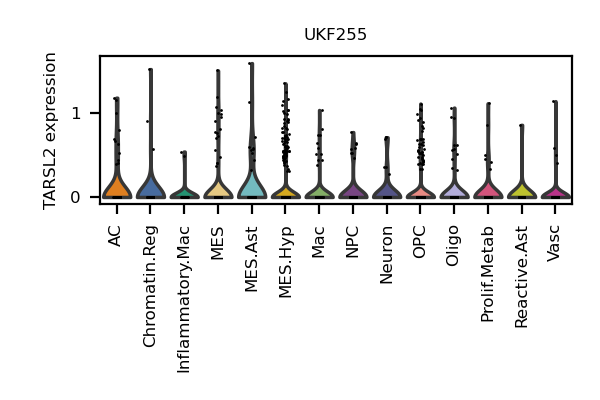 UKF255
TARSL2 expression
1
0
AC
Chromatin.Reg
Inflammatory.Mac
MES
MES.Ast
MES.Hyp
Mac
NPC
Neuron
OPC
Oligo
Prolif.Metab
Reactive.Ast
Vasc